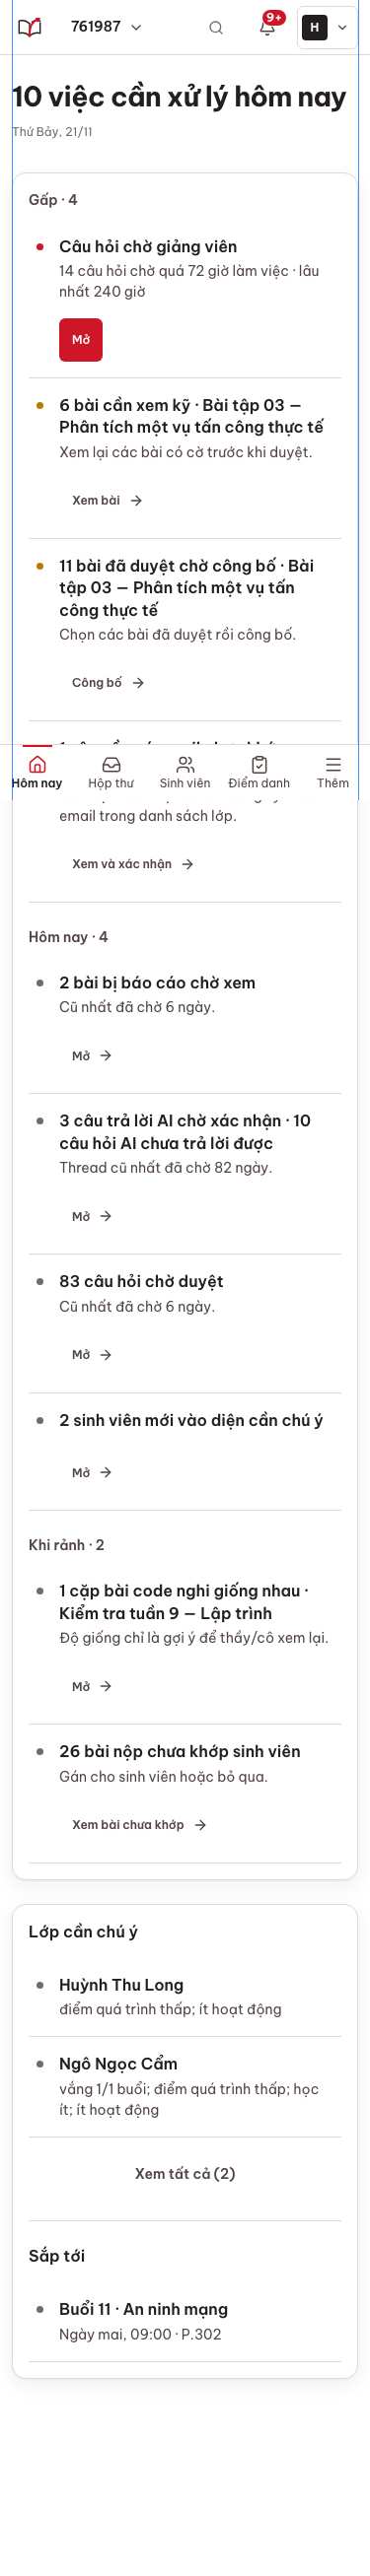 761987
9+
H
10 việc cần xử lý hôm nay
Thứ Bảy, 21/11
Gấp · 4
Câu hỏi chờ giảng viên
14 câu hỏi chờ quá 72 giờ làm việc · lâu
nhất 240 giờ
Mở
6 bài cần xem kỹ · Bài tập 03 —
Phân tích một vụ tấn công thực tế
Xem lại các bài có cờ trước khi duyệt.
Xem bài
11 bài đã duyệt chờ công bố · Bài
tập 03 — Phân tích một vụ tấn
công thực tế
Chọn các bài đã duyệt rồi công bố.
Công bố
Hôm nay
Hộp thư
Sinh viên
Điểm danh
Thêm
email trong danh sách lớp.
Xem và xác nhận
Hôm nay · 4
2 bài bị báo cáo chờ xem
Cũ nhất đã chờ 6 ngày.
Mở
3 câu trả lời AI chờ xác nhận · 10
câu hỏi AI chưa trả lời được
Thread cũ nhất đã chờ 82 ngày.
Mở
83 câu hỏi chờ duyệt
Cũ nhất đã chờ 6 ngày.
Mở
2 sinh viên mới vào diện cần chú ý
Mở
Khi rảnh · 2
1 cặp bài code nghi giống nhau ·
Kiểm tra tuần 9 — Lập trình
Độ giống chỉ là gợi ý để thầy/cô xem lại.
Mở
26 bài nộp chưa khớp sinh viên
Gán cho sinh viên hoặc bỏ qua.
Xem bài chưa khớp
Lớp cần chú ý
Huỳnh Thu Long
điểm quá trình thấp; ít hoạt động
Ngô Ngọc Cẩm
vắng 1/1 buổi; điểm quá trình thấp; học
ít; ít hoạt động
Xem tất cả (2)
Sắp tới
Buổi 11 · An ninh mạng
Ngày mai, 09:00 · P.302